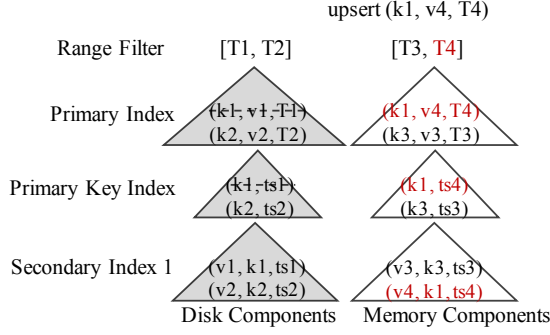 upsert (k1, v4, T4)
Range Filter [T1, T2] [T3, T4]
(k1, v1, T1) (k1, v4, T4)
Primary Index
(k2, v2, T2) (k3, v3, T3)
(k1, ts1) (k1, ts4)
Primary Key Index
(k2, ts2) (k3, ts3)
Secondary Index 1 (v1, k1, ts1) (v3, k3, ts3)
(v2, k2, ts2) (v4, k1, ts4)
Disk Components Memory Components